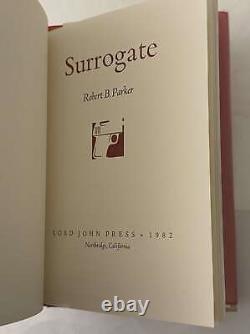 Surrogate
Robert B. Parker
LORD JOHN PRESS • 1982
Northridge, California